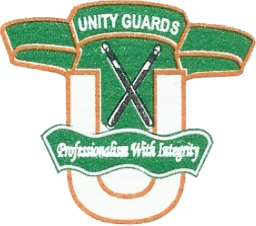 UNITY GUARDS
Professionalism With Integrity